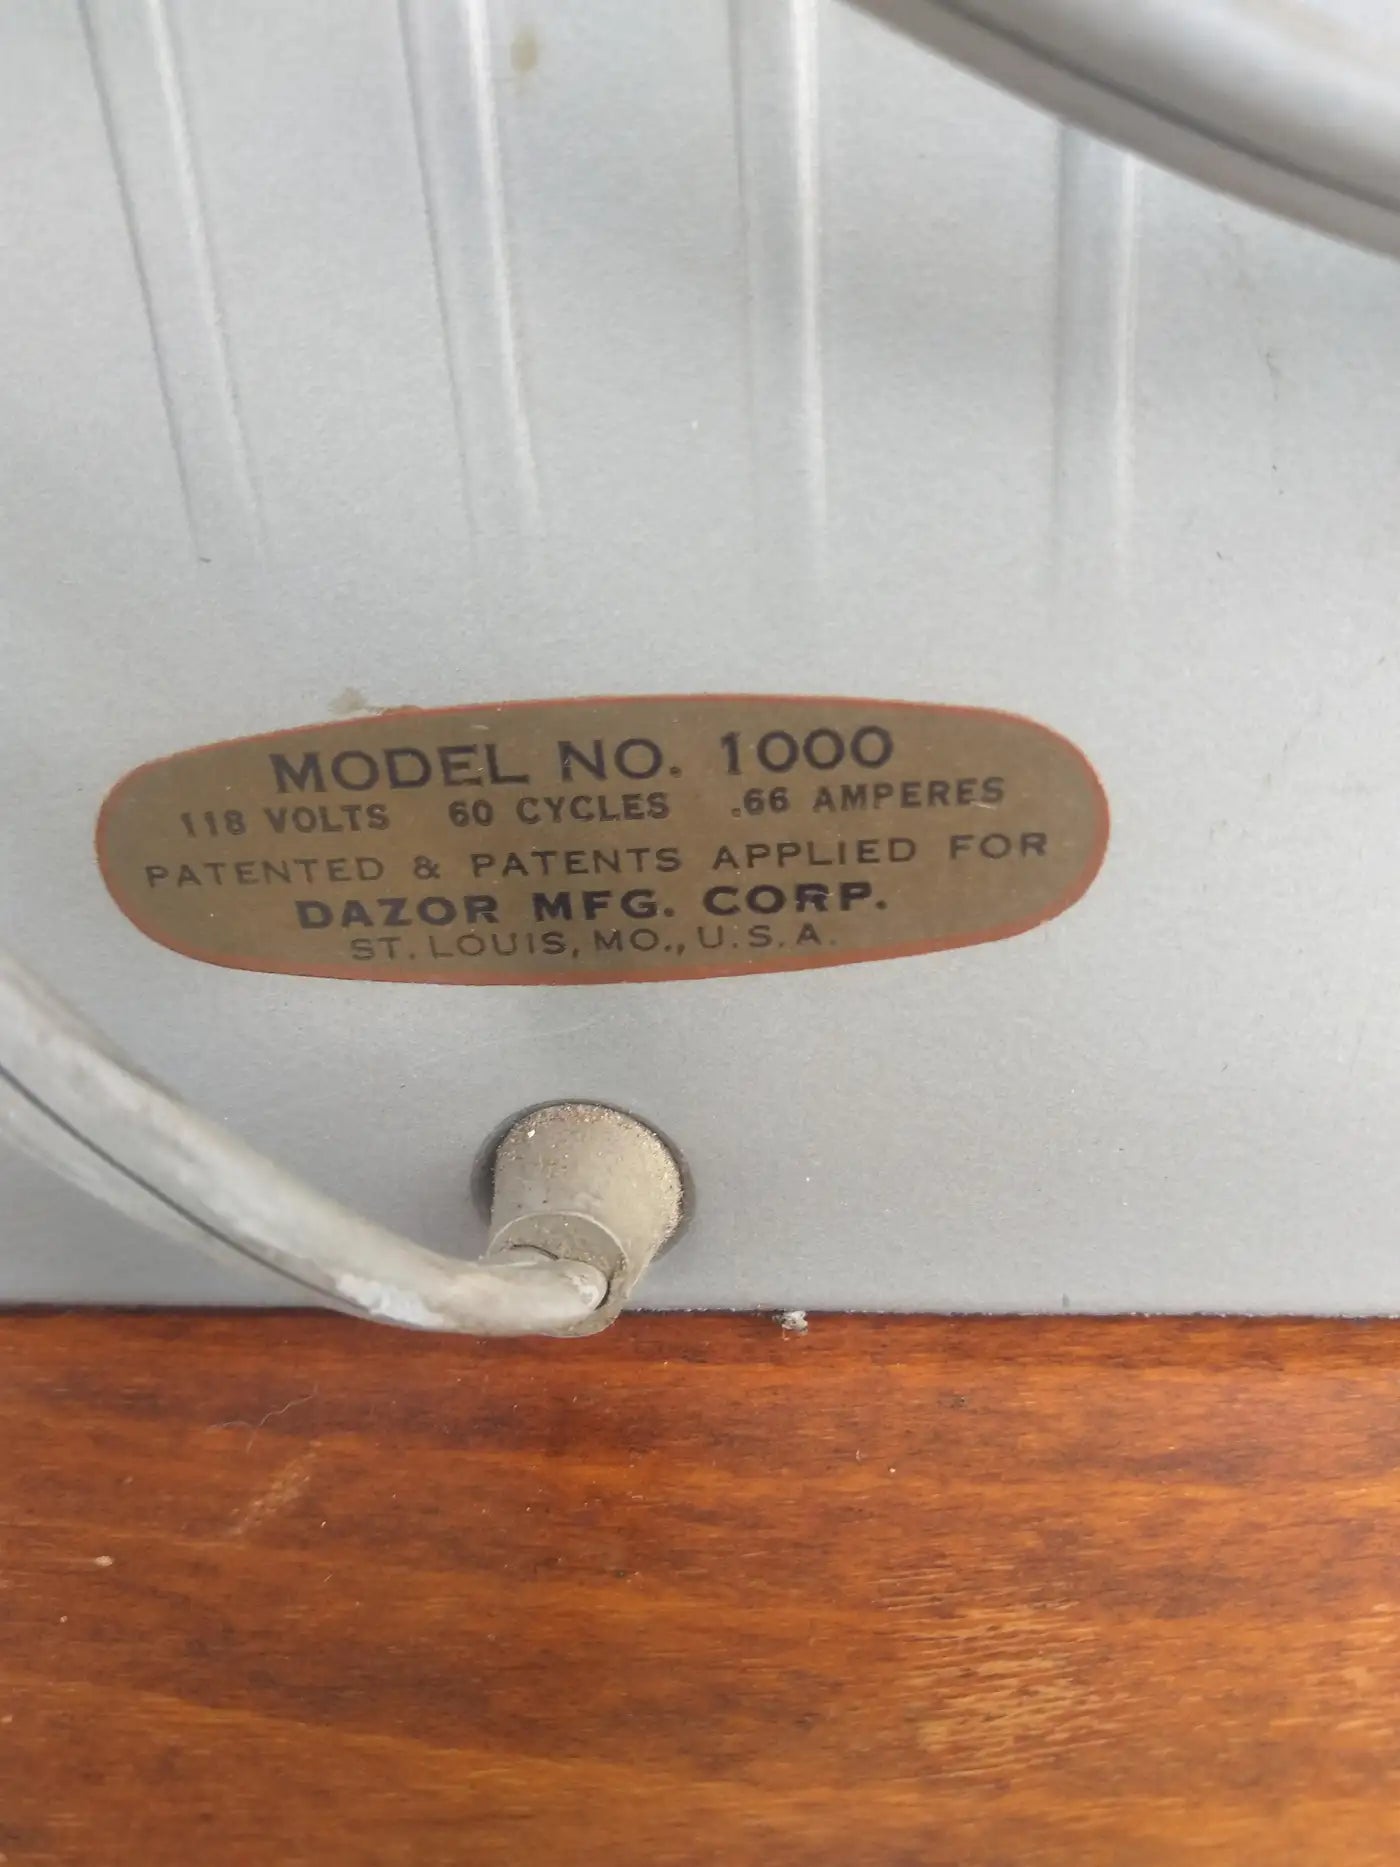 MODEL NO. 1000
118 VOLTS 60 CYCLES .66 AMPERES
PATENTED & PATENTS APPLIED FOR
DAZOR MFG. CORP.
ST. LOUIS, MO., U.S.A.